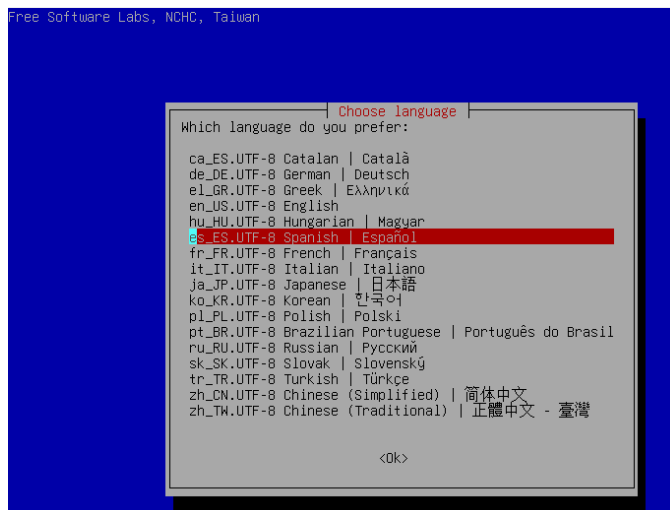 Free Software Labs, NCHC, Taiwan
Choose language
Which language do you prefer:
ca_ES.UTF-8 Catalan | Català
de_DE.UTF-8 German | Deutsch
el_GR.UTF-8 Greek | Ελληνικά
en_US.UTF-8 English
hu_HU.UTF-8 Hungarian | Magyar
es_ES.UTF-8 Spanish | Español
fr_FR.UTF-8 French | Français
it_IT.UTF-8 Italian | Italiano
ja_JP.UTF-8 Japanese | 日本語
ko_KR.UTF-8 Korean | 한국어
pl_PL.UTF-8 Polish | Polski
pt_BR.UTF-8 Brazilian Portuguese | Português do Brasil
ru_RU.UTF-8 Russian | Русский
sk_SK.UTF-8 Slovak | Slovenský
tr_TR.UTF-8 Turkish | Türkçe
zh_CN.UTF-8 Chinese (Simplified) | 简体中文
zh_TW.UTF-8 Chinese (Traditional) | 正體中文 - 臺灣
<Ok>